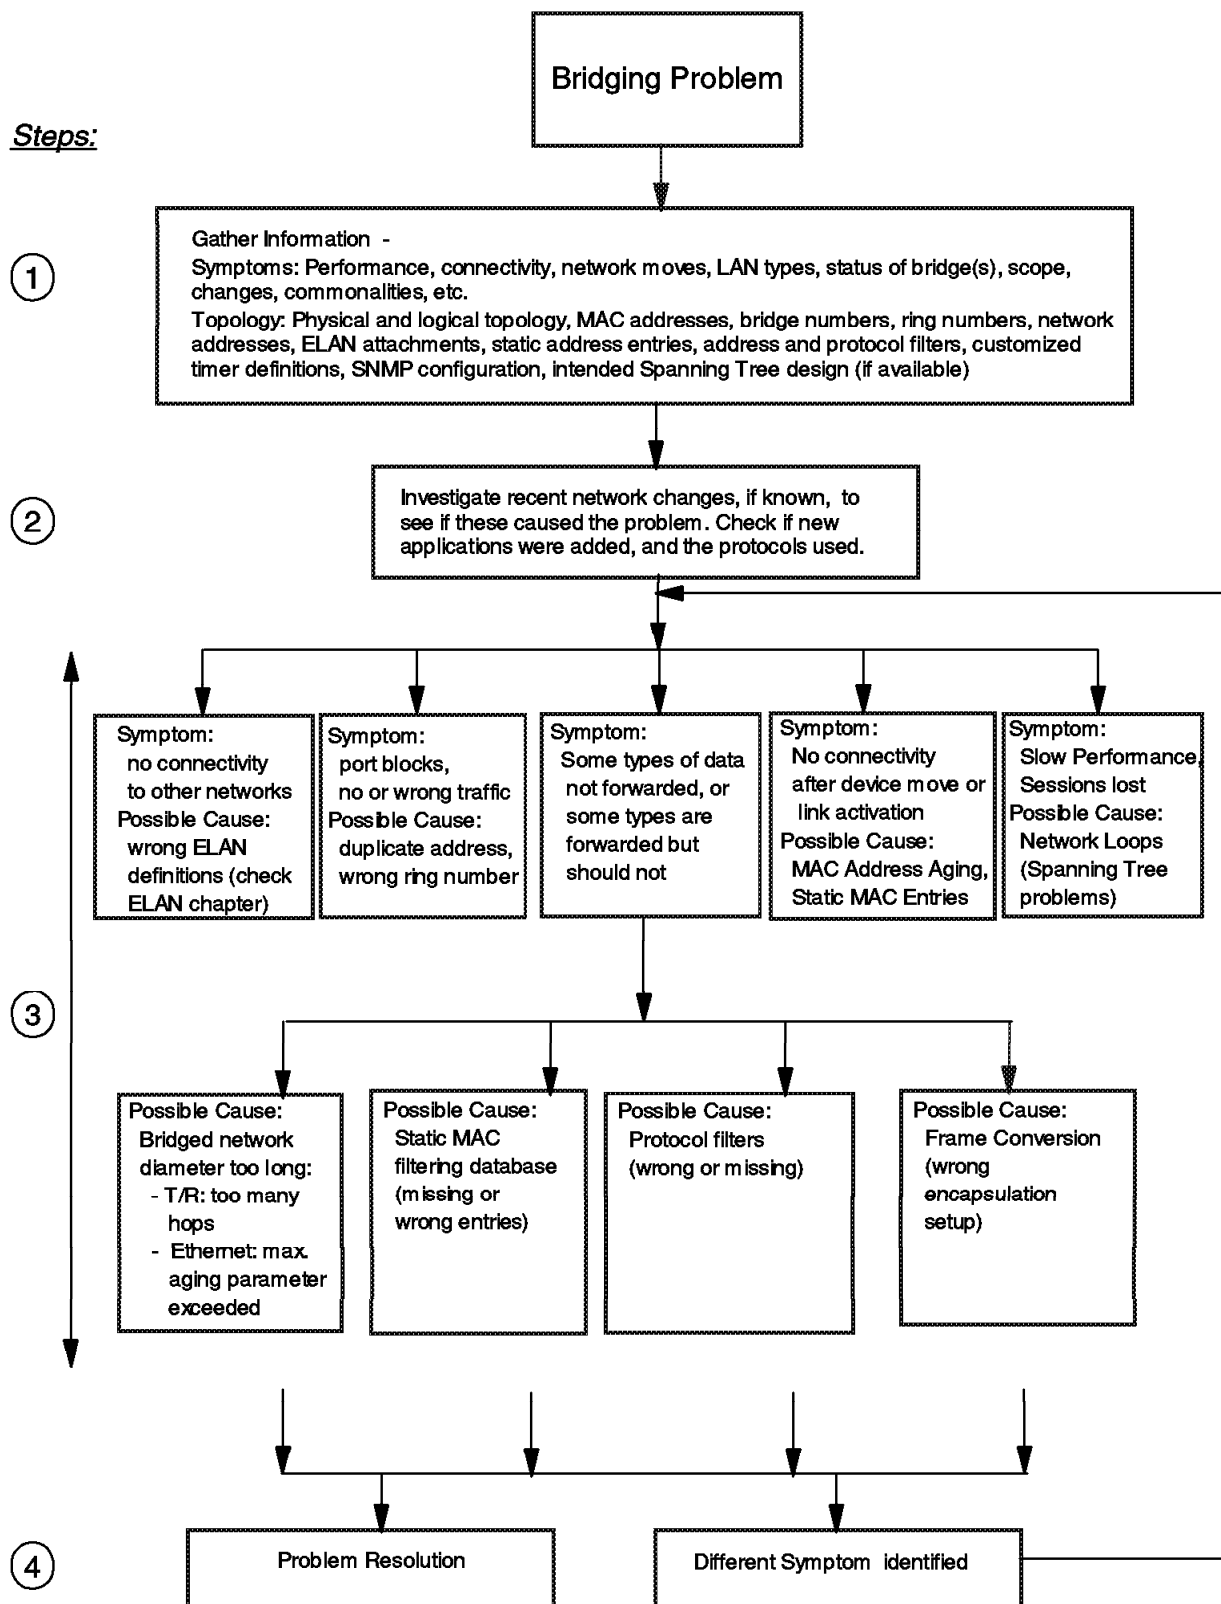 Bridging Problem
Steps:
1
Gather Information -
Symptoms: Performance, connectivity, network moves, LAN types, status of bridge(s), scope,
changes, commonalities, etc.
Topology: Physical and logical topology, MAC addresses, bridge numbers, ring numbers, network
addresses, ELAN attachments, static address entries, address and protocol filters, customized
timer definitions, SNMP configuration, intended Spanning Tree design (if available)
2
Investigate recent network changes, if known, to
see if these caused the problem. Check if new
applications were added, and the protocols used.
3
Symptom:
no connectivity
to other networks
Possible Cause:
wrong ELAN
definitions (check
ELAN chapter)
Symptom:
port blocks,
no or wrong traffic
Possible Cause:
duplicate address,
wrong ring number
Symptom:
Some types of data
not forwarded, or
some types are
forwarded but
should not
Symptom:
No connectivity
after device move or
link activation
Possible Cause:
MAC Address Aging,
Static MAC Entries
Symptom:
Slow Performance,
Sessions lost
Possible Cause:
Network Loops
(Spanning Tree
problems)
Possible Cause:
Bridged network
diameter too long:
- T/R: too many
hops
- Ethernet: max.
aging parameter
exceeded
Possible Cause:
Static MAC
filtering database
(missing or
wrong entries)
Possible Cause:
Protocol filters
(wrong or missing)
Possible Cause:
Frame Conversion
(wrong
encapsulation
setup)
4
Problem Resolution
Different Symptom identified